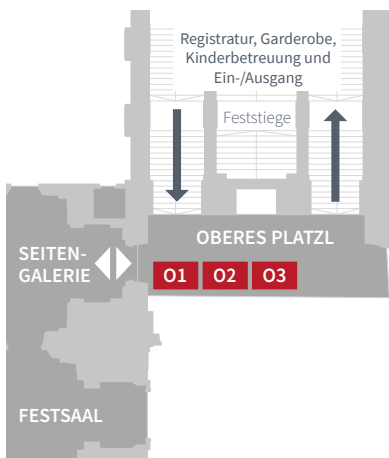 Registratur, Garderobe,
Kinderbetreuung und
Ein-/Ausgang
Feststiege
OBERES PLATZL
SEITEN-
GALERIE
O1 O2 O3
FESTSAAL